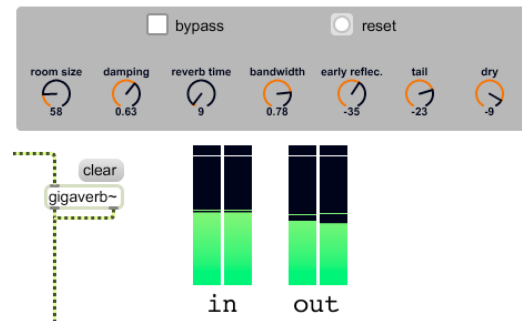 bypass
reset
room size damping reverb time bandwidth early reflec. tail dry
58 0.63 9 0.78 -35 -23 -9
clear
gigaverb~
in out